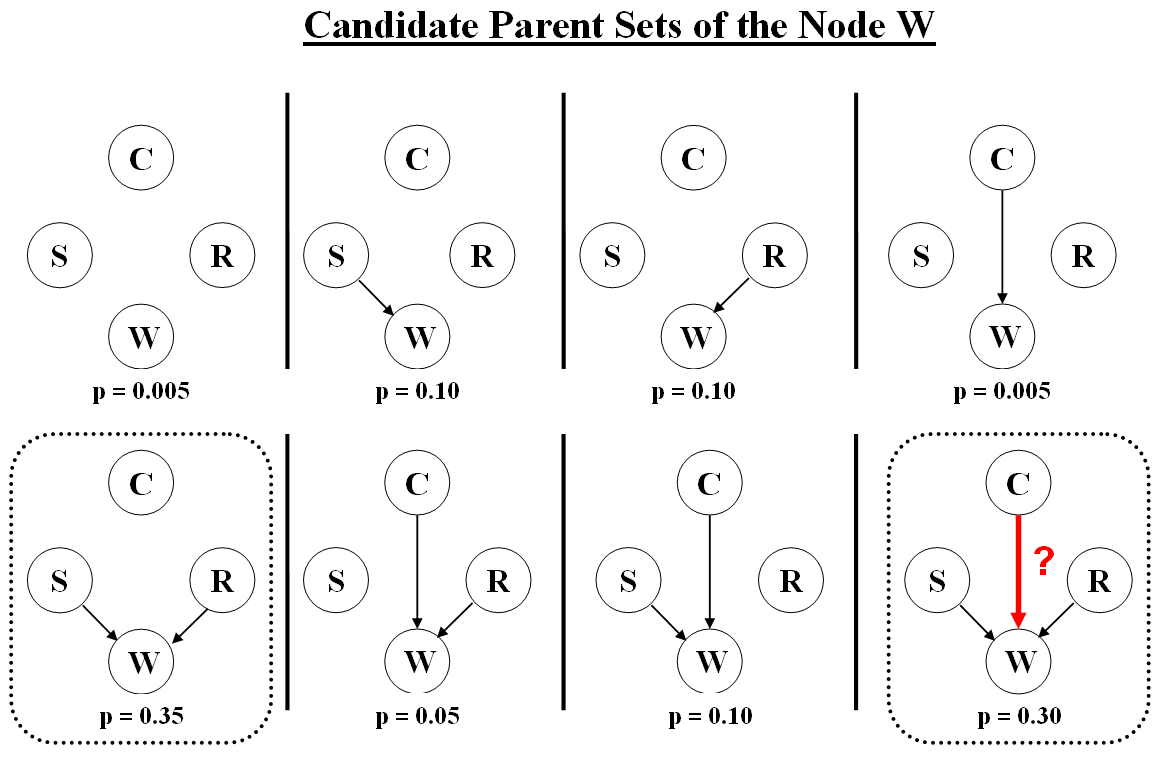 Candidate Parent Sets of the Node W
C C C C
S R S R S R S R
W W W W
p = 0.005 p = 0.10 p = 0.10 p = 0.005
C C C C
S R S R S R S ? R
W W W W
p = 0.35 p = 0.05 p = 0.10 p = 0.30